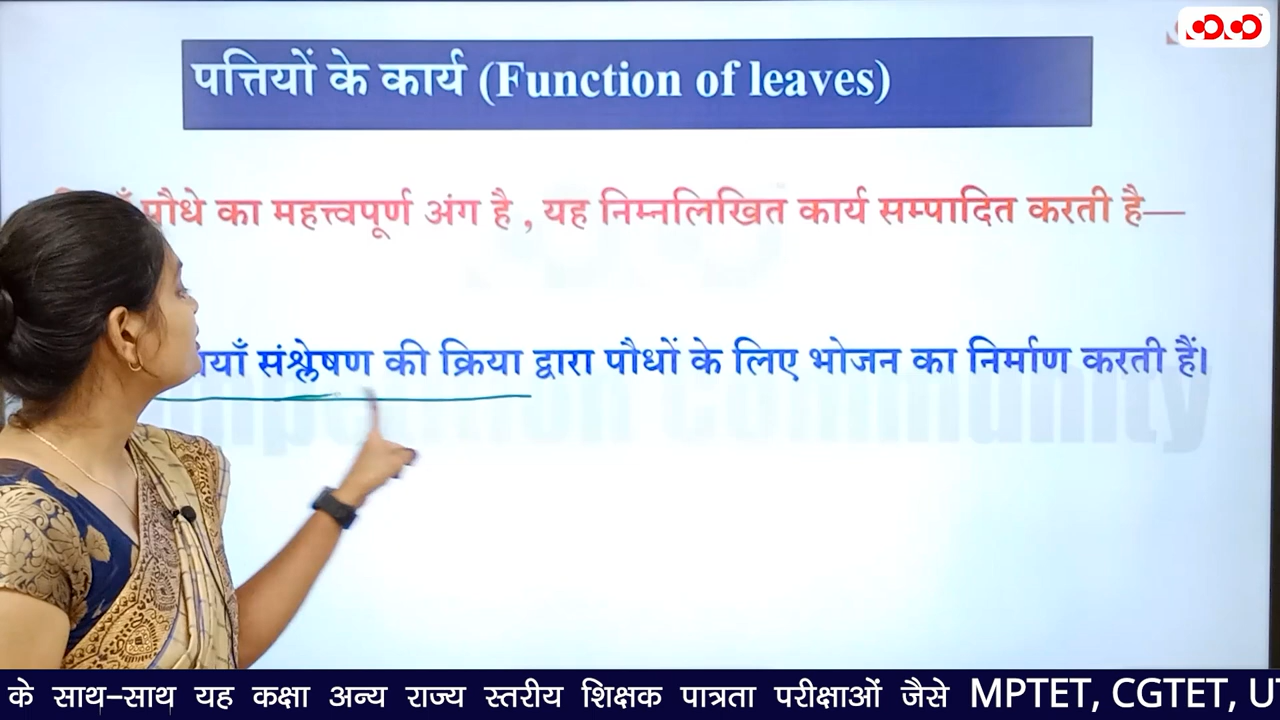 पत्तियों के कार्य (Function of leaves)
पौधे का महत्त्वपूर्ण अंग है , यह निम्नलिखित कार्य सम्पादित करती है—
संश्लेषण की क्रिया द्वारा पौधों के लिए भोजन का निर्माण करती हैं।
Community
के साथ-साथ यह कक्षा अन्य राज्य स्तरीय शिक्षक पात्रता परीक्षाओं जैसे MPTET, CGTET,